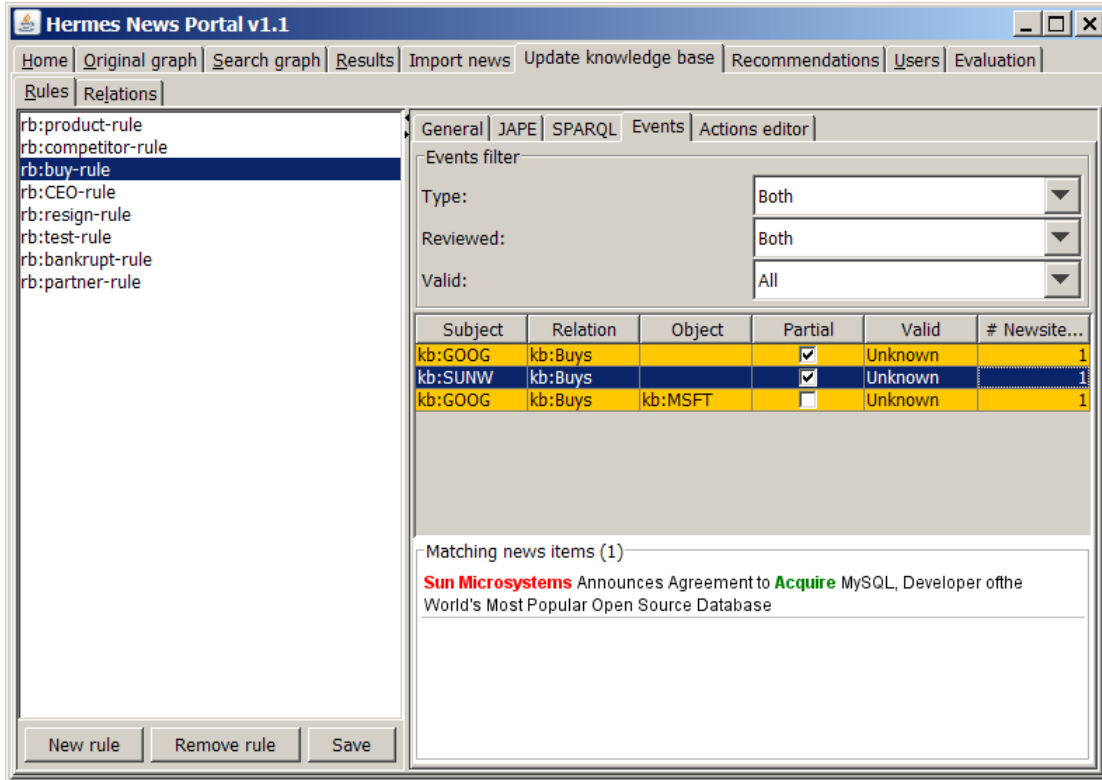 Hermes News Portal v1.1
Home Original graph Search graph Results Import news Update knowledge base Recommendations Users Evaluation
Rules Relations
rb:product-rule
rb:competitor-rule
rb:buy-rule
rb:CEO-rule
rb:resign-rule
rb:test-rule
rb:bankrupt-rule
rb:partner-rule
New rule Remove rule Save
General JAPE SPARQL Events Actions editor
Events filter
Type: Both
Reviewed: Both
Valid: All
Subject Relation Object Partial Valid # Newsite...
kb:GOOG kb:Buys Unknown 1
kb:SUNW kb:Buys Unknown 1
kb:GOOG kb:Buys kb:MSFT Unknown 1
Matching news items (1)
Sun Microsystems Announces Agreement to Acquire MySQL, Developer ofthe
World's Most Popular Open Source Database